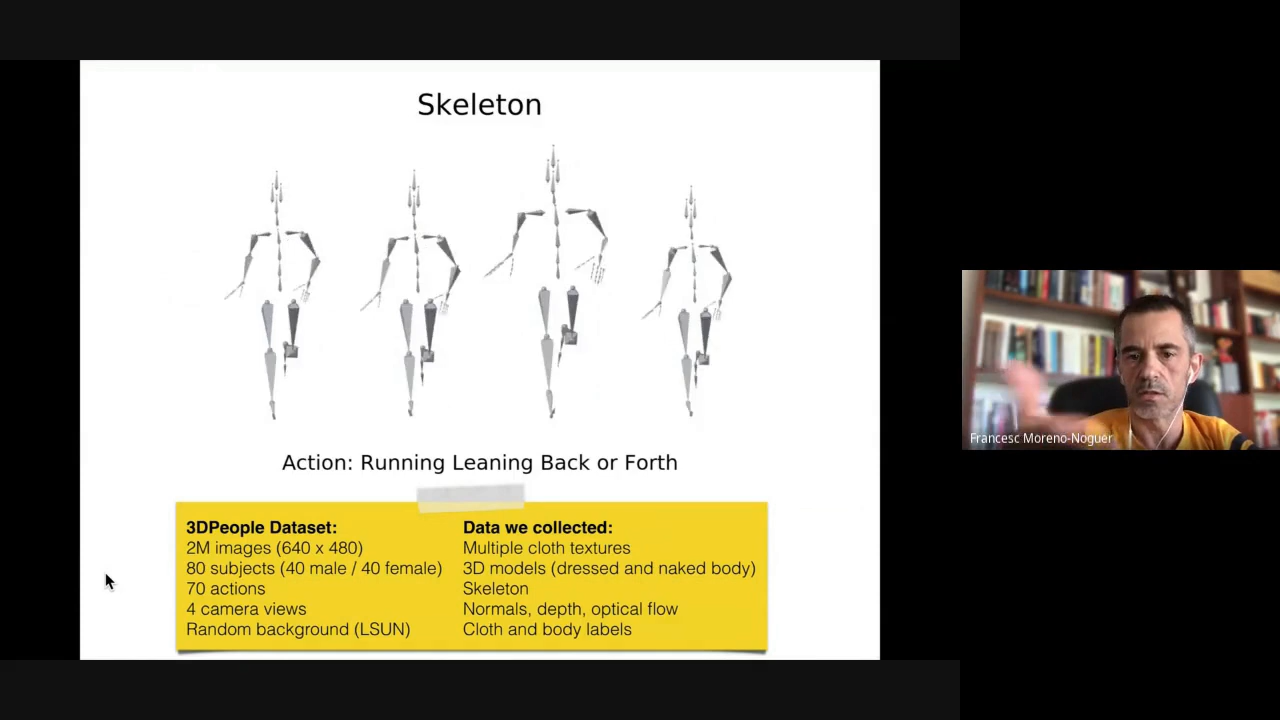 Skeleton
Action: Running Leaning Back or Forth
3DPeople Dataset:
2M images (640 x 480)
80 subjects (40 male / 40 female)
70 actions
4 camera views
Random background (LSUN)
Data we collected:
Multiple cloth textures
3D models (dressed and naked body)
Skeleton
Normals, depth, optical flow
Cloth and body labels
Francesc Moreno-Noguer